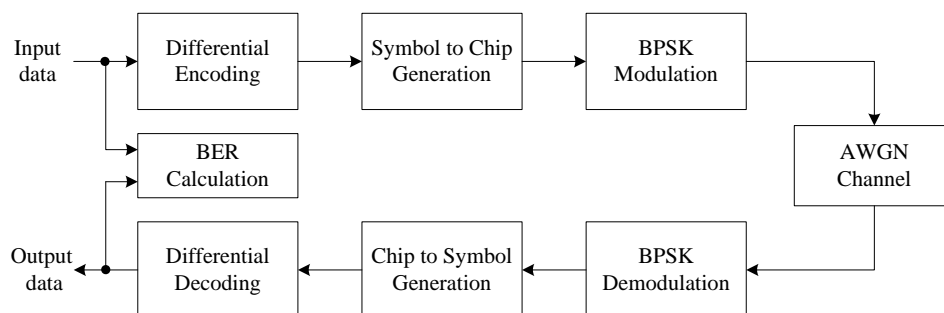 Input
data
Differential
Encoding
Symbol to Chip
Generation
BPSK
Modulation
BER
Calculation
AWGN
Channel
Output
data
Differential
Decoding
Chip to Symbol
Generation
BPSK
Demodulation